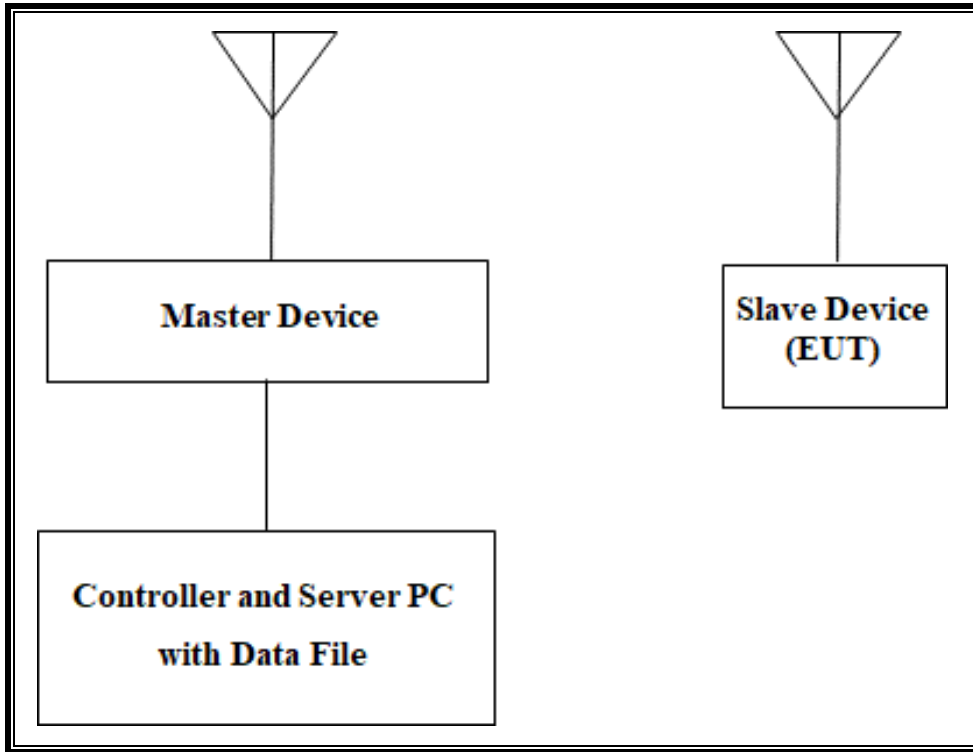 Master Device
Slave Device
(EUT)
Controller and Server PC
with Data File